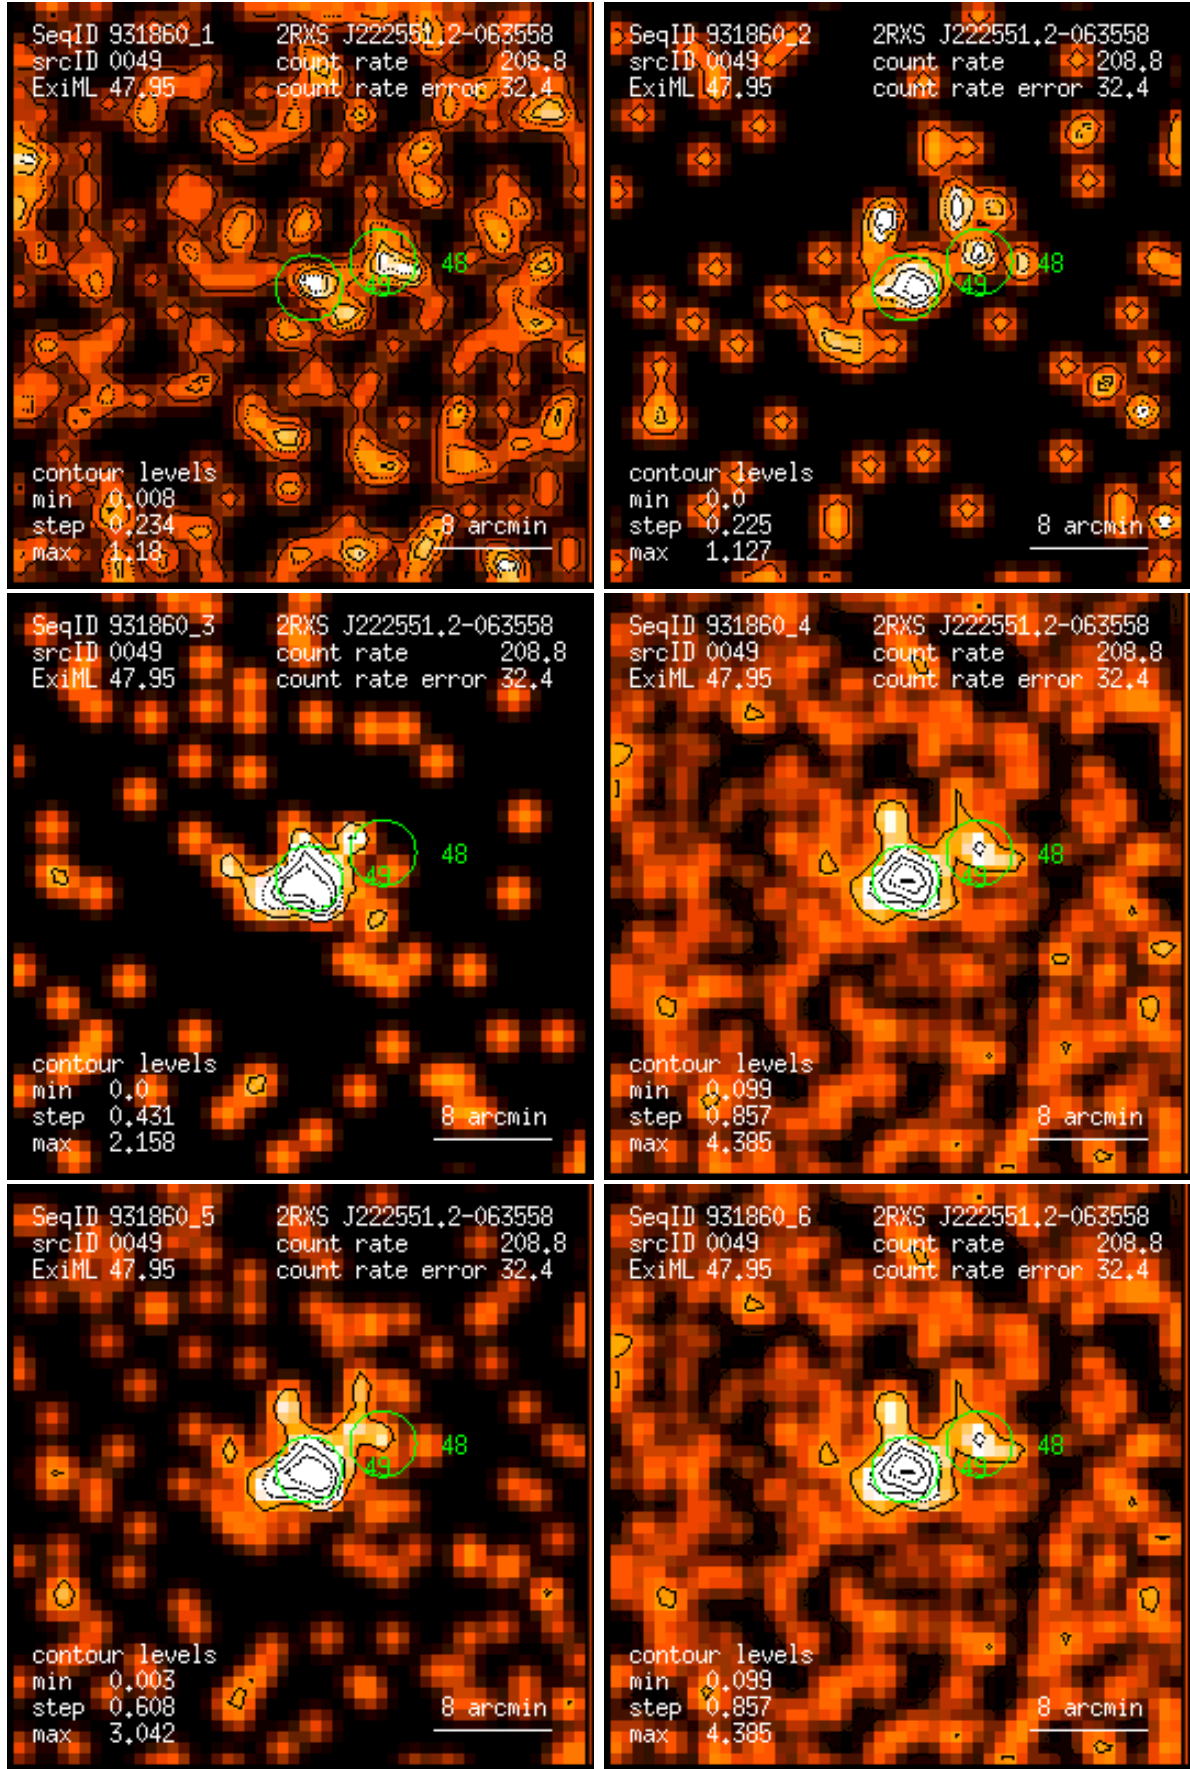 SeqID 931860_1 2RXS J222551.2-063558
srcID 0049 count rate 208.8
ExiML 47.95 count rate error 32.4
48
49
contour levels
min 0.008
step 0.234 8 arcmin
max 1.18
SeqID 931860_2 2RXS J222551.2-063558
srcID 0049 count rate 208.8
ExiML 47.95 count rate error 32.4
48
49
contour levels
min 0.0
step 0.225 8 arcmin
max 1.127
SeqID 931860_3 2RXS J222551.2-063558
srcID 0049 count rate 208.8
ExiML 47.95 count rate error 32.4
48
49
contour levels
min 0.0
step 0.431 8 arcmin
max 2.158
SeqID 931860_4 2RXS J222551.2-063558
srcID 0049 count rate 208.8
ExiML 47.95 count rate error 32.4
48
49
contour levels
min 0.099
step 0.857 8 arcmin
max 4.385
SeqID 931860_5 2RXS J222551.2-063558
srcID 0049 count rate 208.8
ExiML 47.95 count rate error 32.4
48
49
contour levels
min 0.003
step 0.608 8 arcmin
max 3.042
SeqID 931860_6 2RXS J222551.2-063558
srcID 0049 count rate 208.8
ExiML 47.95 count rate error 32.4
48
49
contour levels
min 0.099
step 0.857 8 arcmin
max 4.385